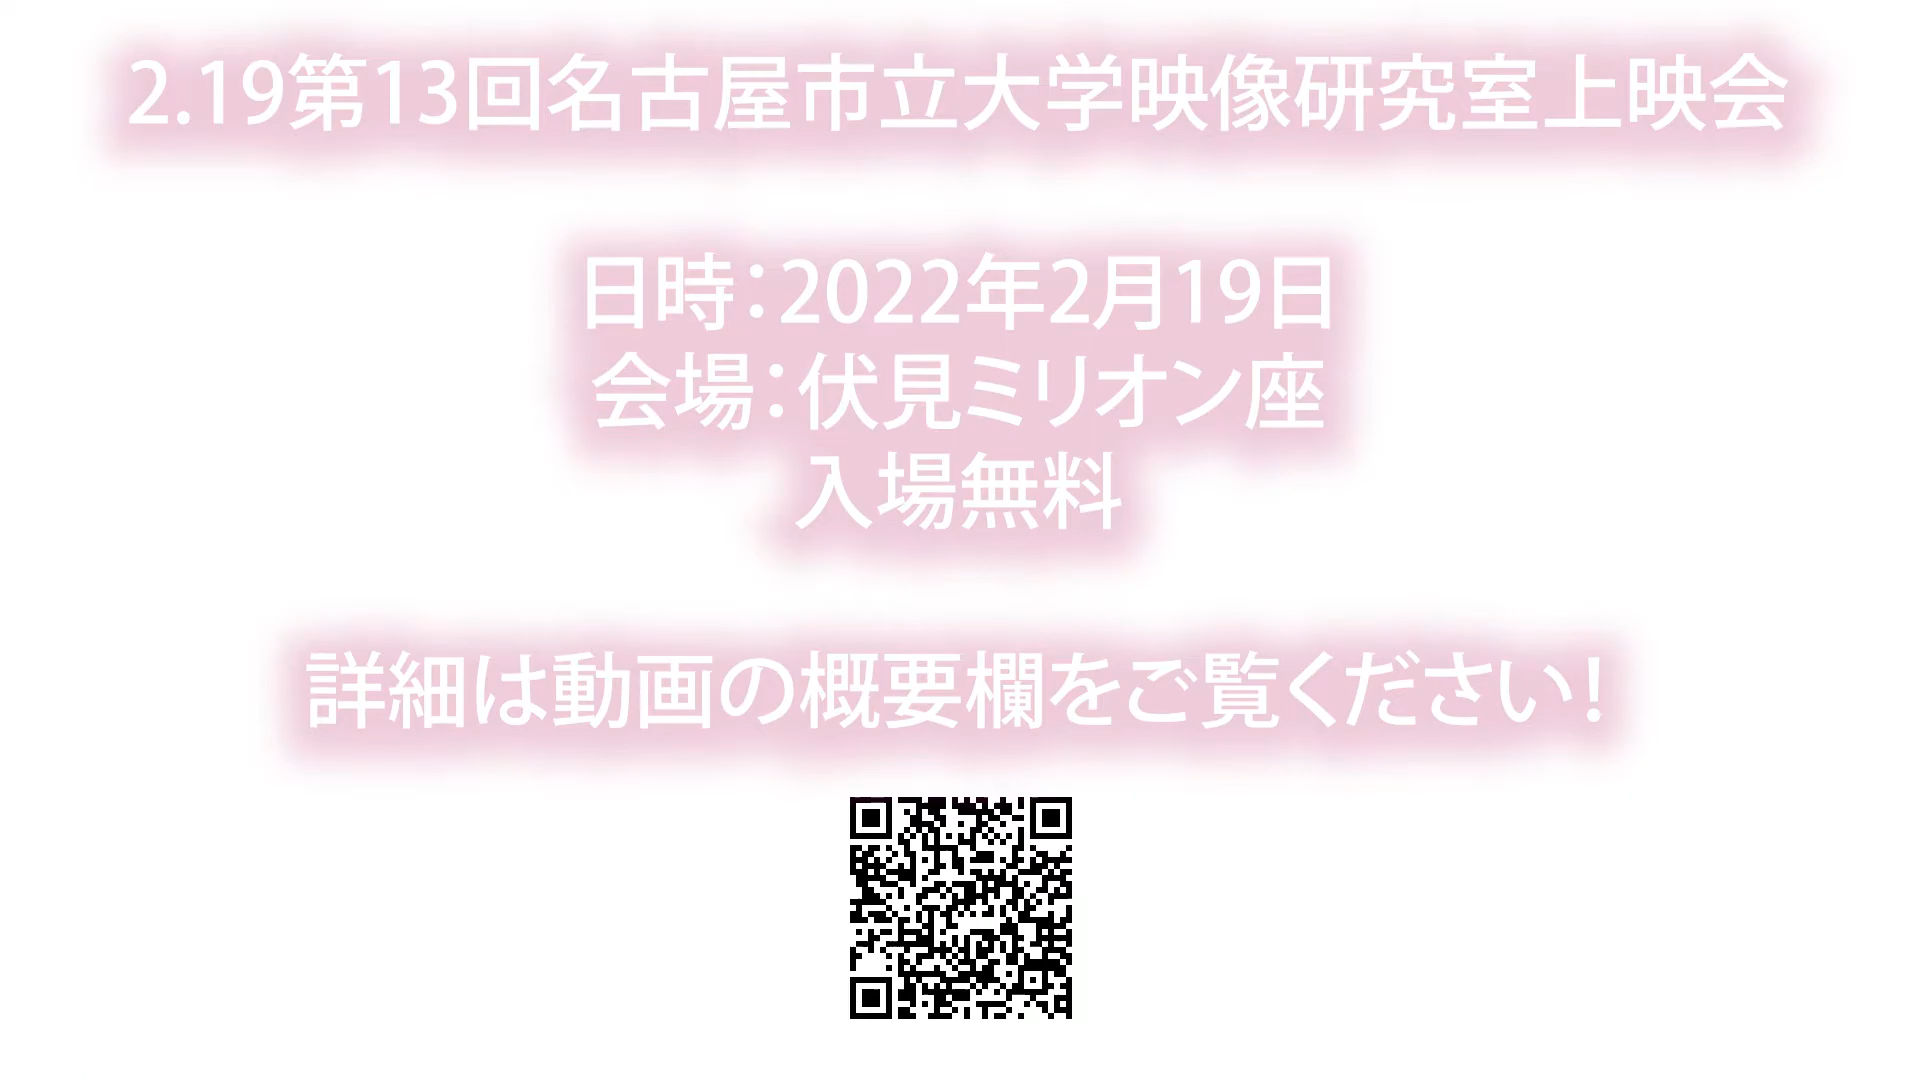 2.19第13回名古屋市立大学映像研究室上映会
日時：2022年2月19日
会場：伏見ミリオン座
入場無料
詳細は動画の概要欄をご覧ください！